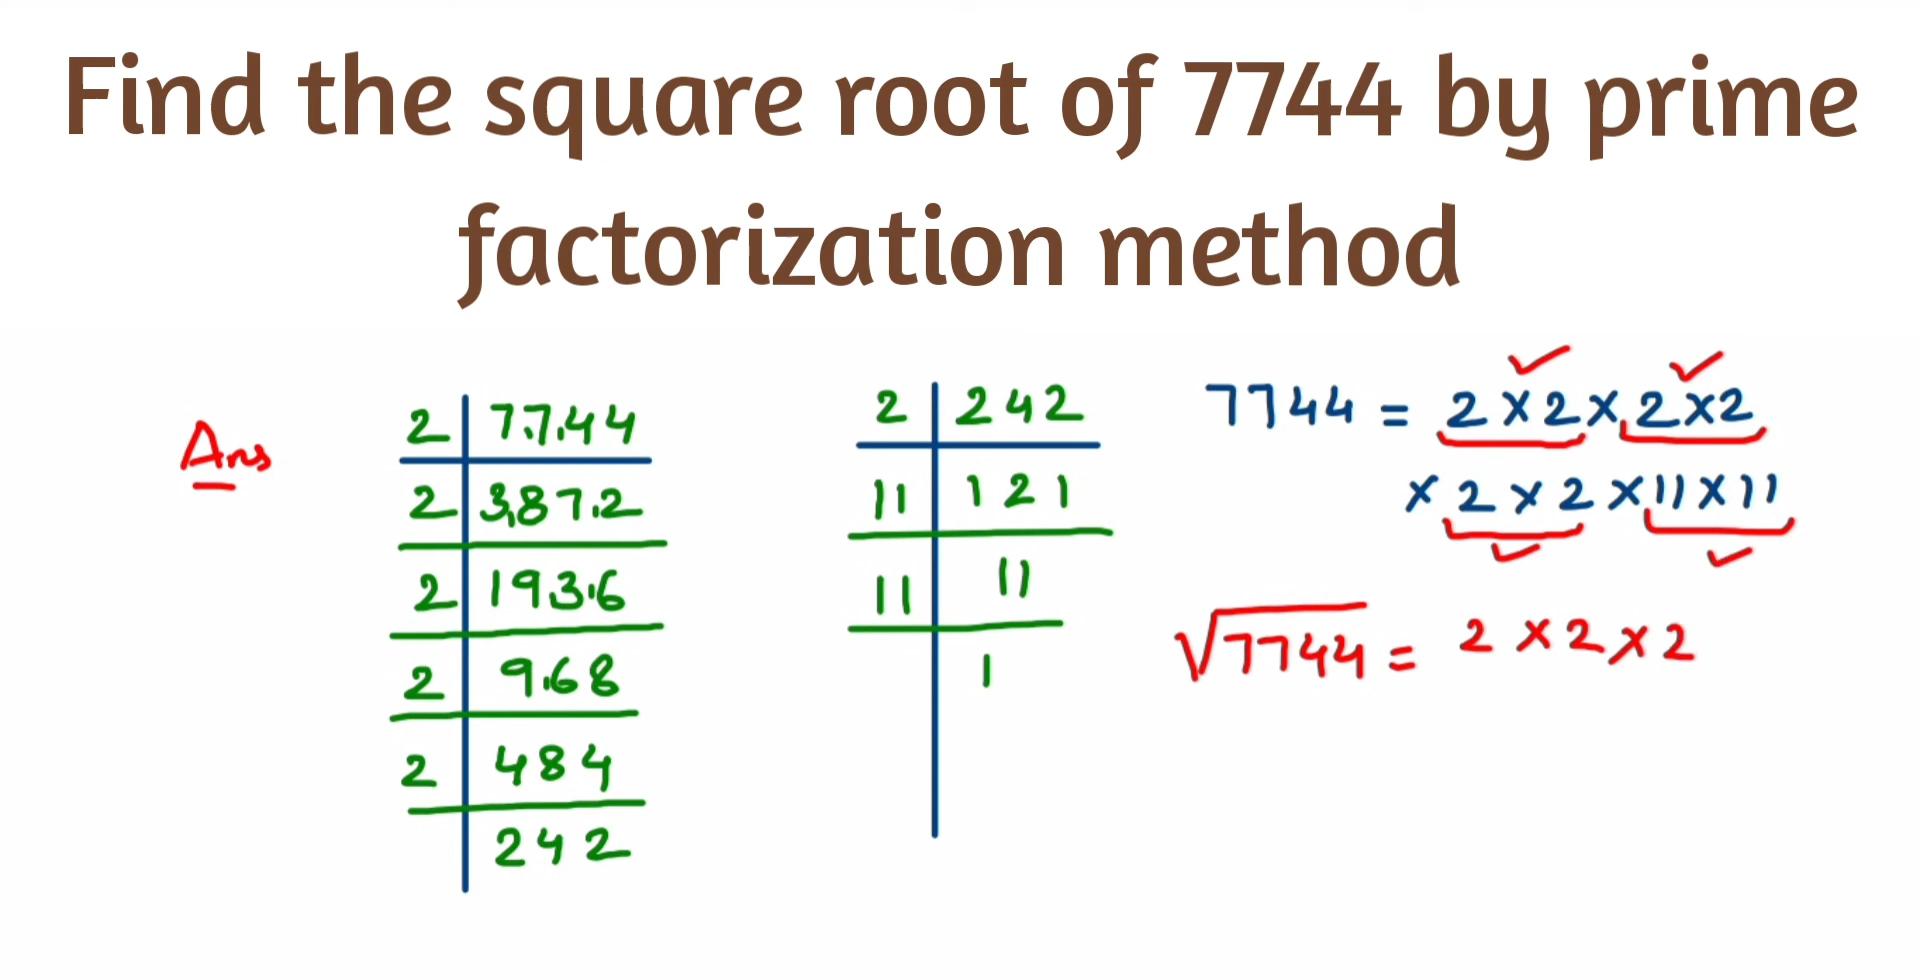 Find the square root of 7744 by prime
factorization method
Ans
2 7744
2 3872
2 1936
2 968
2 484
242
2 242
11 121
11 11
1
7744 = 2 × 2 × 2 × 2
× 2 × 2 × 11 × 11
√7744 = 2 × 2 × 2